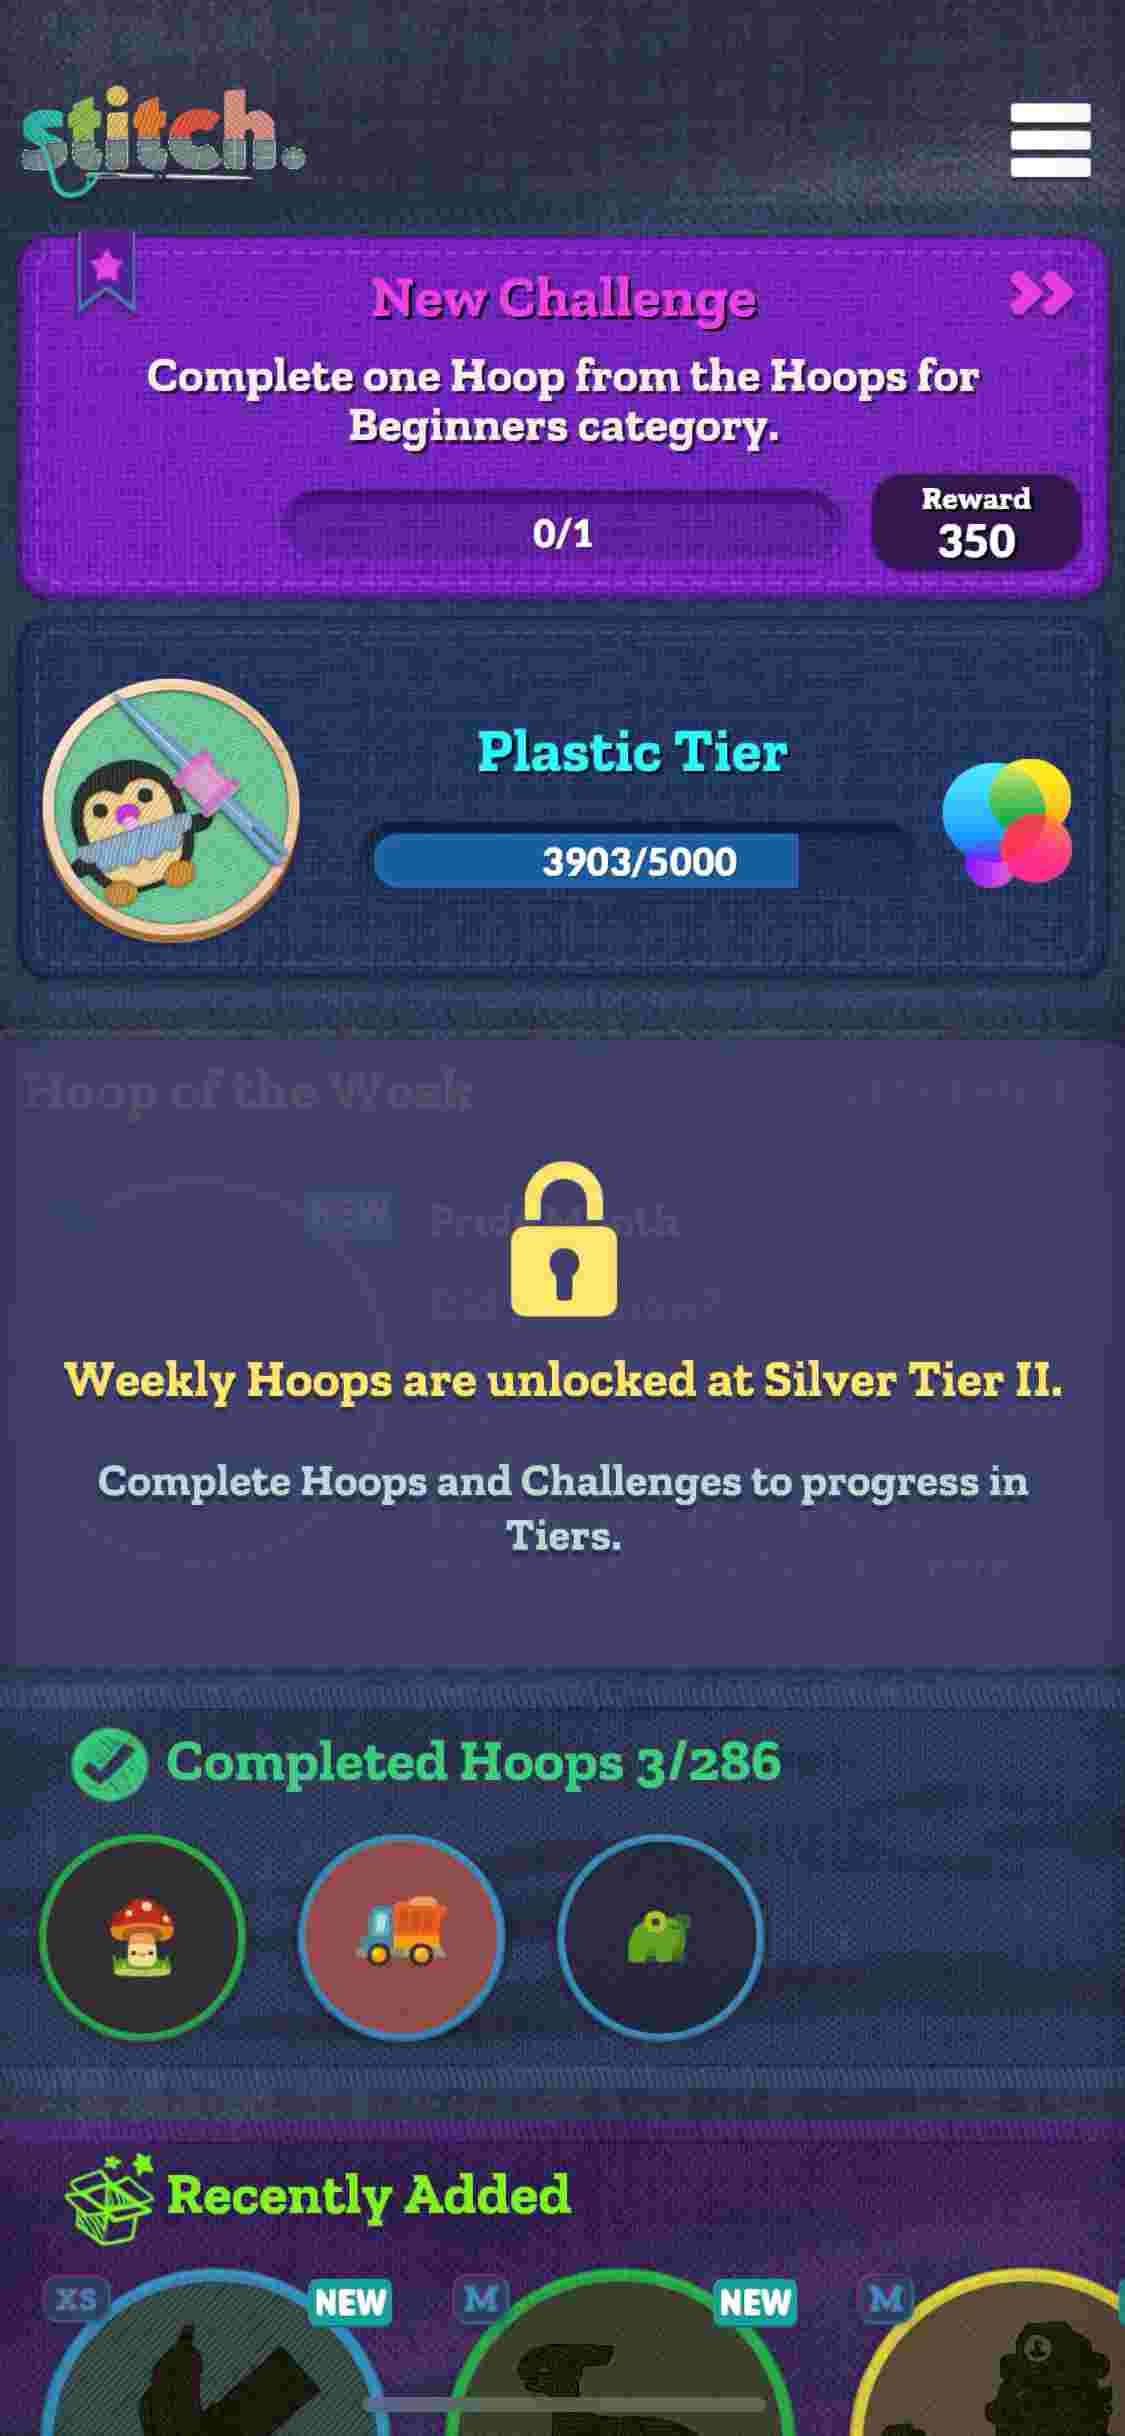 stitch.
New Challenge
Complete one Hoop from the Hoops for
Beginners category.
0/1
Reward
350
Plastic Tier
3903/5000
Hoop of the Week
NEW
Weekly Hoops are unlocked at Silver Tier II.
Complete Hoops and Challenges to progress in
Tiers.
Completed Hoops 3/286
Recently Added
XS
NEW
M
NEW
M